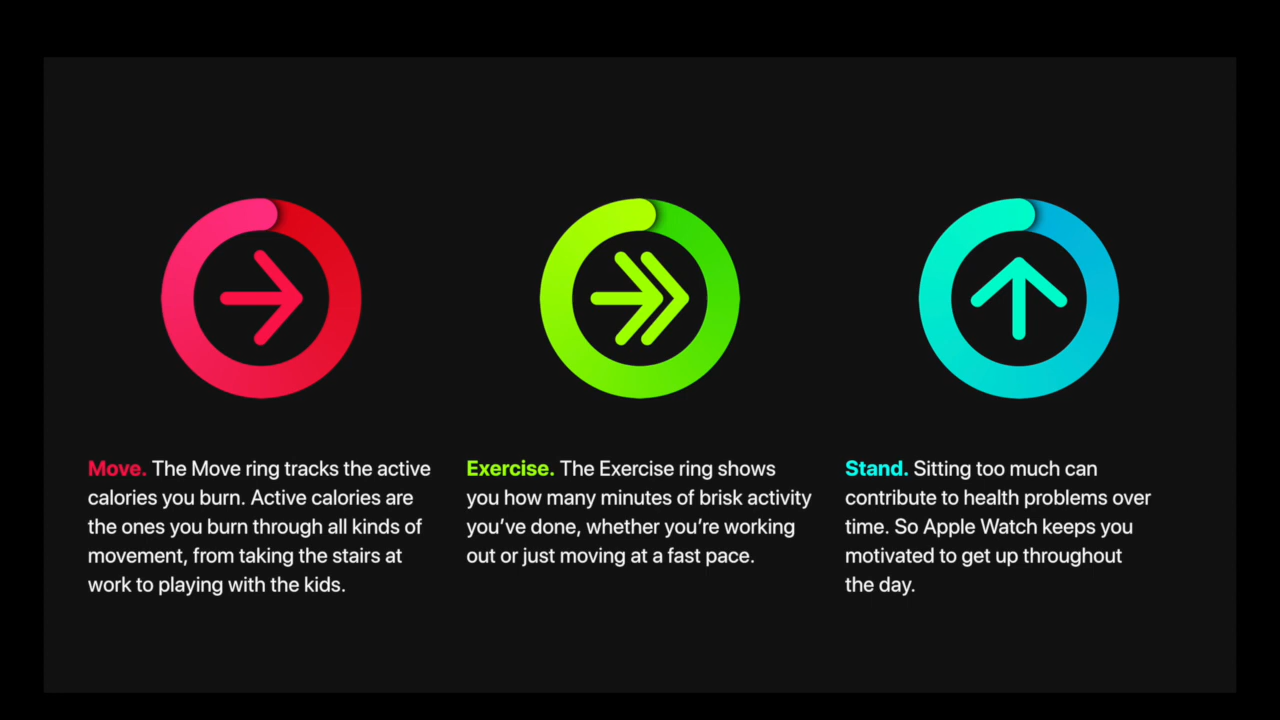 Move. The Move ring tracks the active
calories you burn. Active calories are
the ones you burn through all kinds of
movement, from taking the stairs at
work to playing with the kids.
Exercise. The Exercise ring shows
you how many minutes of brisk activity
you’ve done, whether you’re working
out or just moving at a fast pace.
Stand. Sitting too much can
contribute to health problems over
time. So Apple Watch keeps you
motivated to get up throughout
the day.